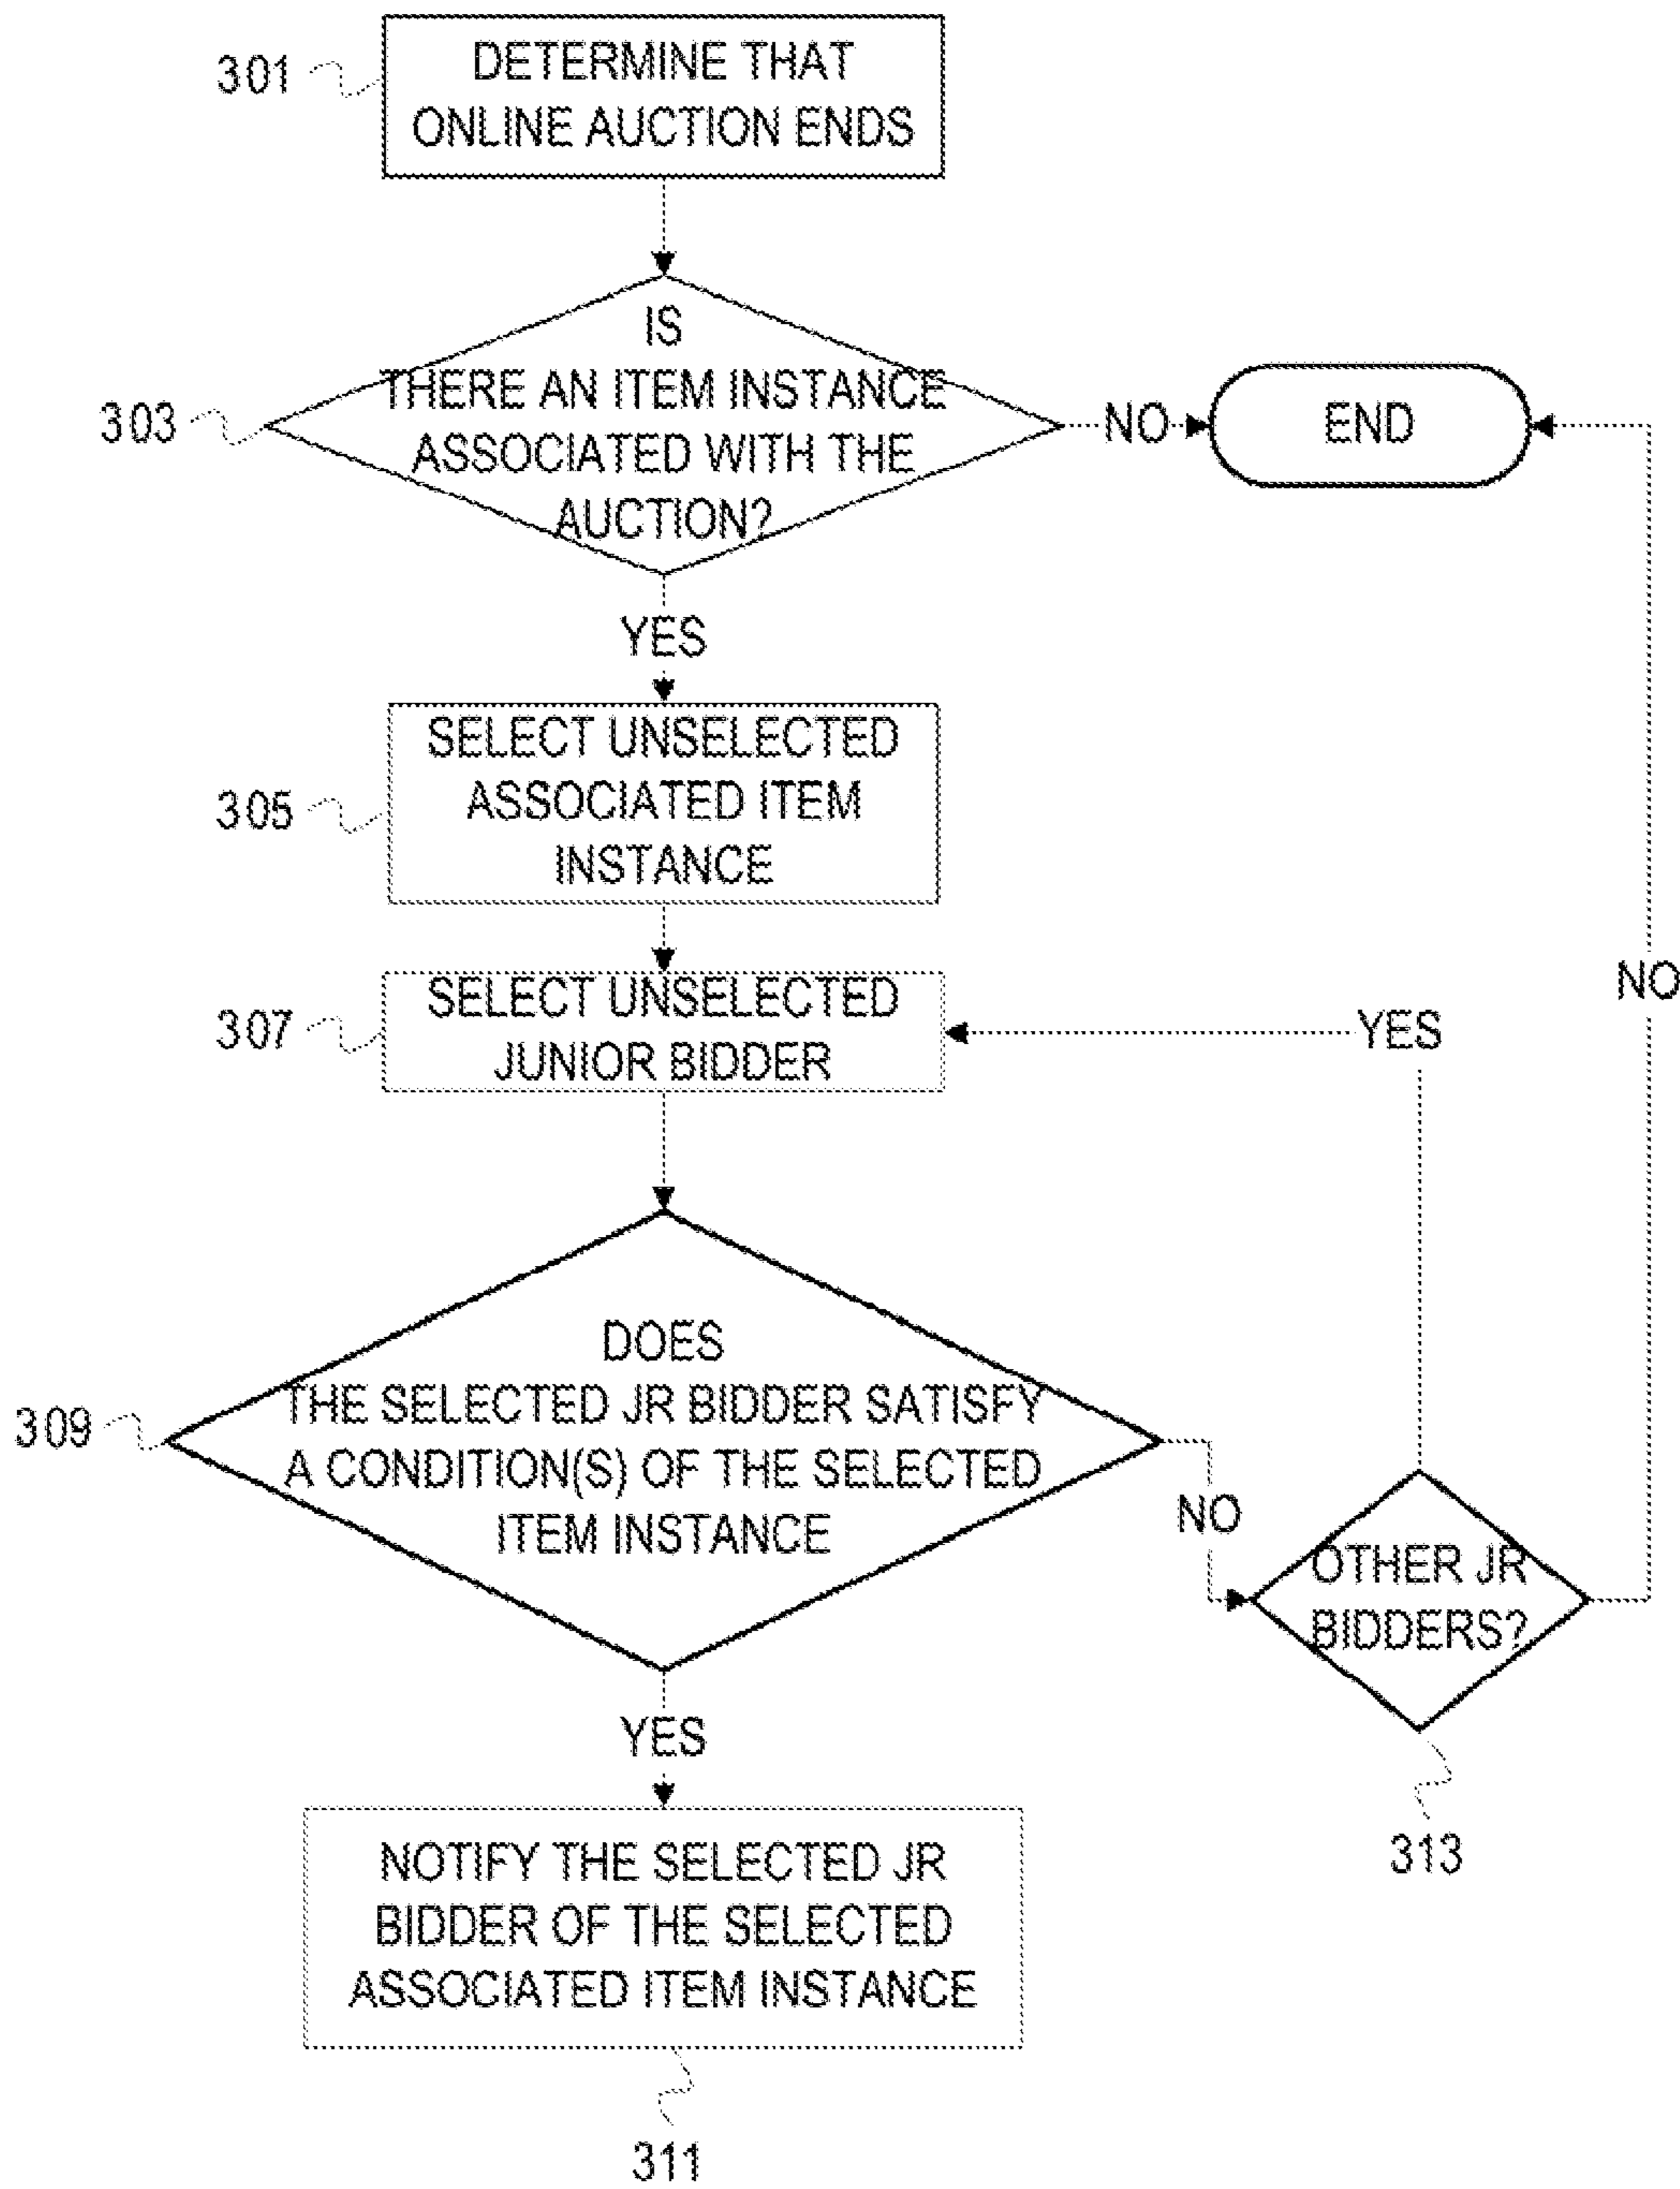 301
DETERMINE THAT
ONLINE AUCTION ENDS
303
IS
THERE AN ITEM INSTANCE
ASSOCIATED WITH THE
AUCTION?
NO
END
YES
305
SELECT UNSELECTED
ASSOCIATED ITEM
INSTANCE
307
SELECT UNSELECTED
JUNIOR BIDDER
YES
NO
309
DOES
THE SELECTED JR BIDDER SATISFY
A CONDITION(S) OF THE SELECTED
ITEM INSTANCE
NO
OTHER JR
BIDDERS?
313
YES
NOTIFY THE SELECTED JR
BIDDER OF THE SELECTED
ASSOCIATED ITEM INSTANCE
311